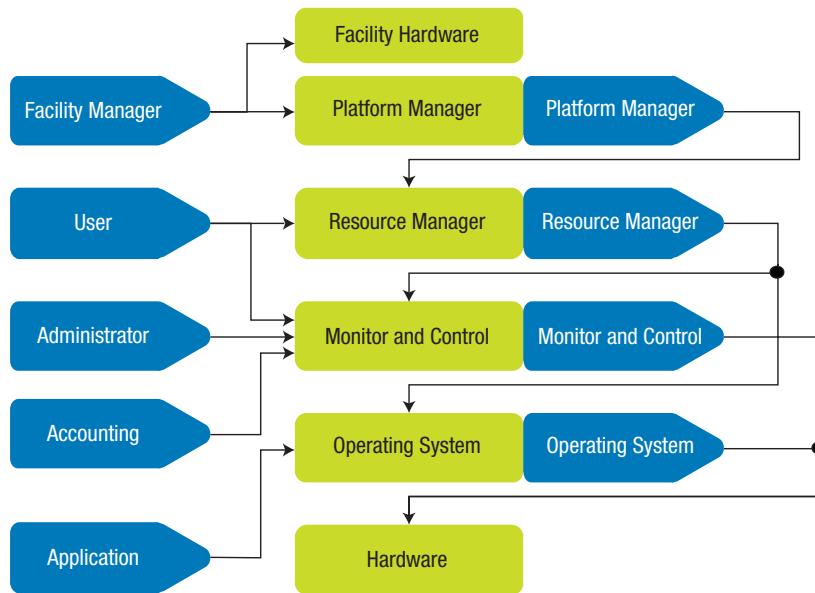 Facility Hardware
Facility Manager
Platform Manager
Platform Manager
User
Resource Manager
Resource Manager
Administrator
Monitor and Control
Monitor and Control
Accounting
Operating System
Operating System
Application
Hardware